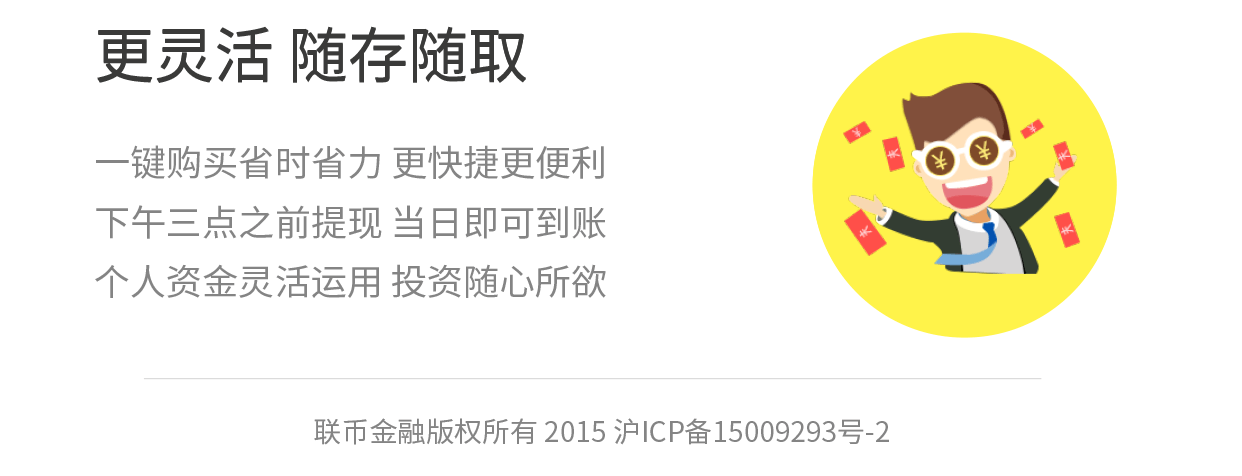 更灵活 随存随取
一键购买省时省力 更快捷更便利
下午三点之前提现 当日即可到账
个人资金灵活运用 投资随心所欲
联币金融版权所有 2015 沪ICP备15009293号-2